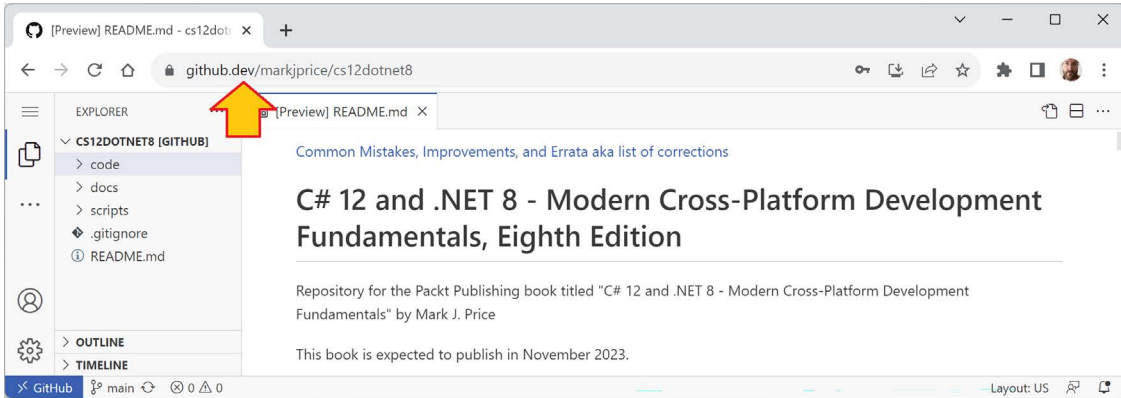 [Preview] README.md - cs12dot
github.dev/markjprice/cs12dotnet8
EXPLORER
[Preview] README.md
CS12DOTNET8 [GITHUB]
code
docs
scripts
.gitignore
README.md
OUTLINE
TIMELINE
Common Mistakes, Improvements, and Errata aka list of corrections
C# 12 and .NET 8 - Modern Cross-Platform Development
Fundamentals, Eighth Edition
Repository for the Packt Publishing book titled "C# 12 and .NET 8 - Modern Cross-Platform Development
Fundamentals" by Mark J. Price
This book is expected to publish in November 2023.
GitHub main 0 0 Layout: US